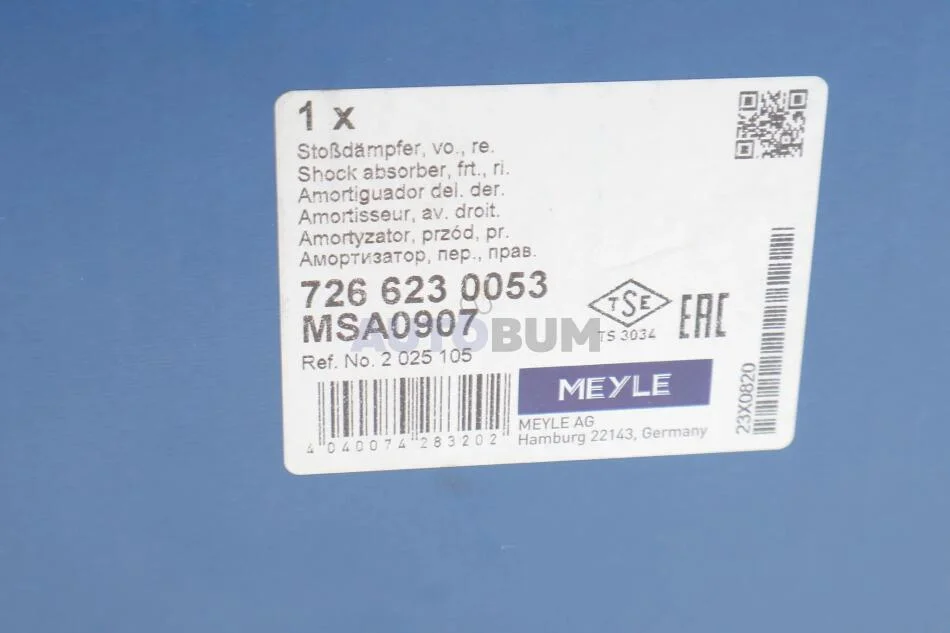 1 x
Stoßdämpfer, vo., re.
Shock absorber, frt., ri.
Amortiguador del. der.
Amortisseur, av. droit.
Amortyzator, przód, pr.
Амортизатор, пер., прав.
726 623 0053
MSA0907
AUTOBUM
Ref. No. 2 025 105
TSE
TS 3034
EAC
4 040074 283202
MEYLE
MEYLE AG
Hamburg 22143, Germany
23X0820